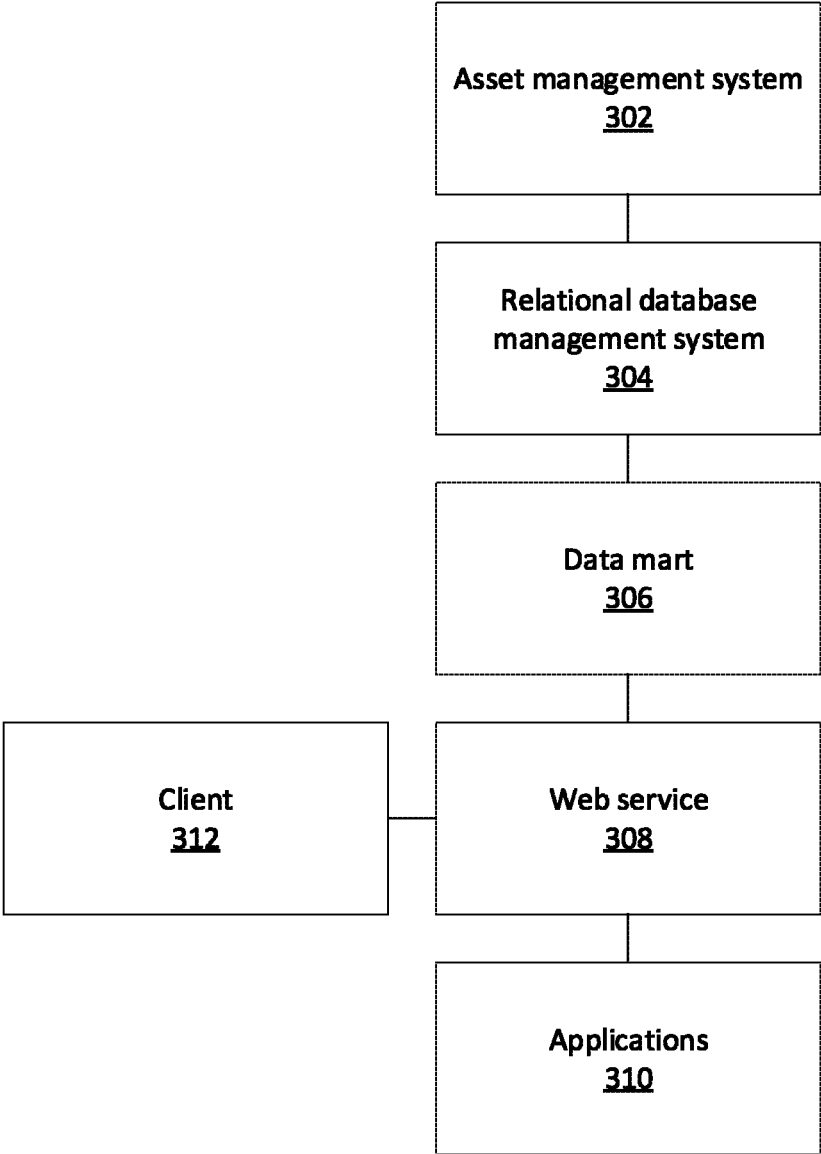 Asset management system
302
Relational database
management system
304
Data mart
306
Client
312
Web service
308
Applications
310